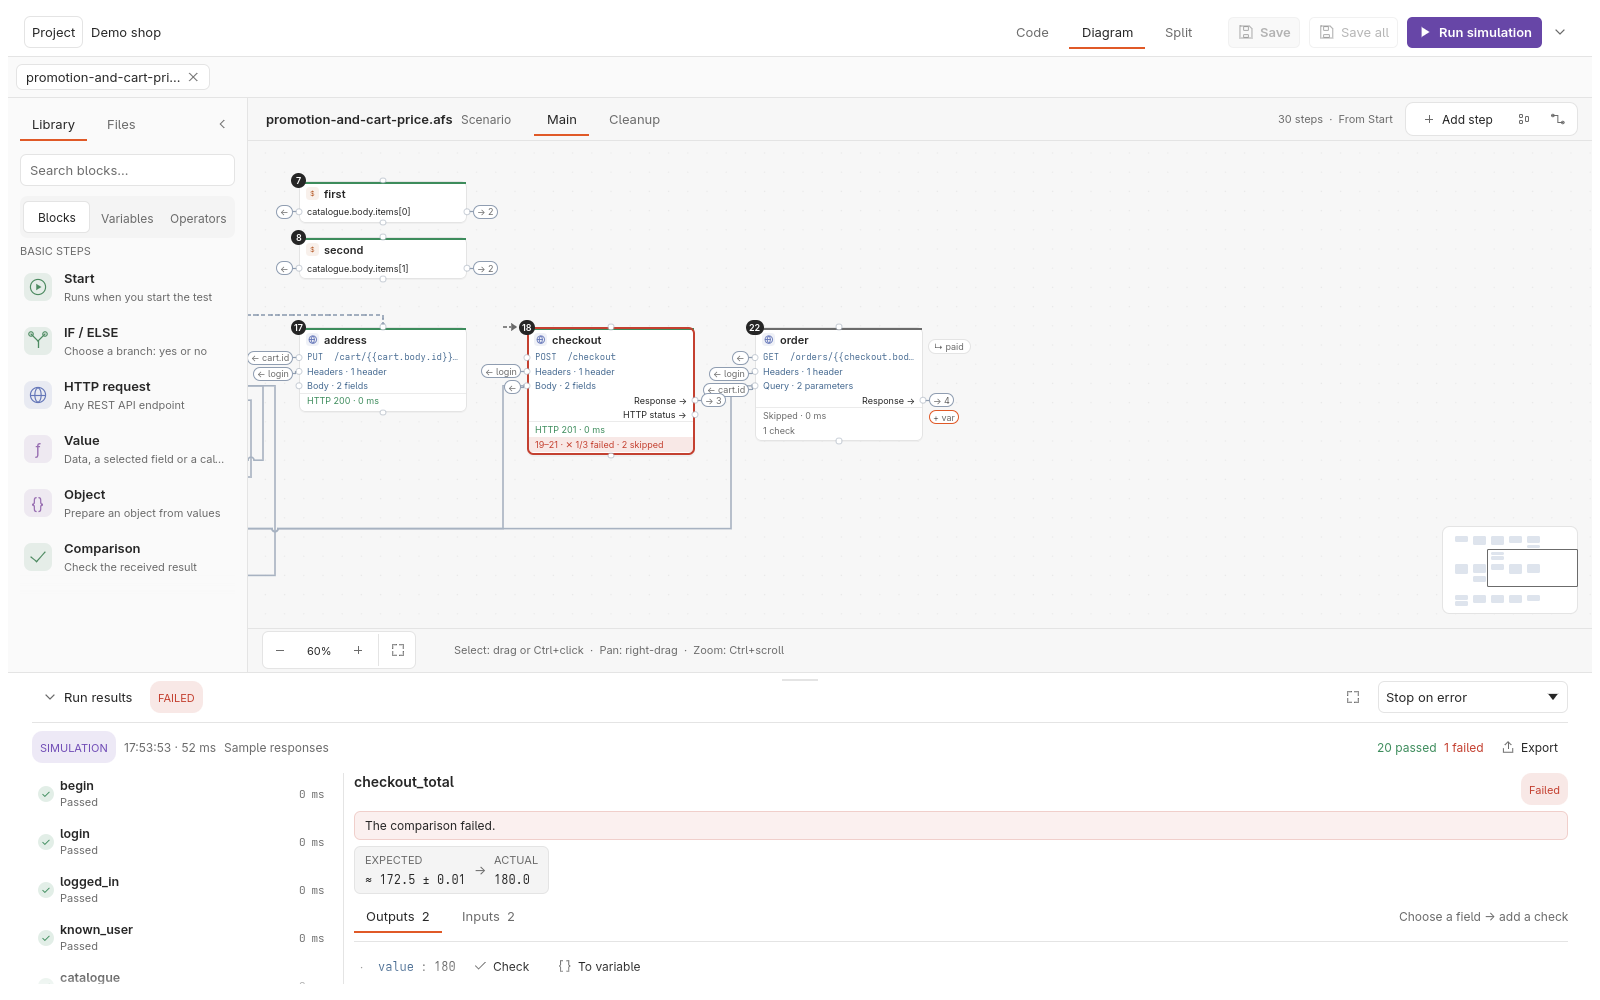 Project Demo shop
Code Diagram Split Save Save all Run simulation
promotion-and-cart-pri...
Library Files
Search blocks...
Blocks Variables Operators
BASIC STEPS
Start
Runs when you start the test
IF / ELSE
Choose a branch: yes or no
HTTP request
Any REST API endpoint
Value
Data, a selected field or a cal...
Object
Prepare an object from values
Comparison
Check the received result
promotion-and-cart-price.afs Scenario Main Cleanup
30 steps · From Start
+ Add step
7
$ first
catalogue.body.items[0]
← → 2
8
$ second
catalogue.body.items[1]
← → 2
17
address
← cart.id PUT /cart/{{cart.body.id}}...
← login Headers · 1 header
Body · 2 fields
HTTP 200 · 0 ms
18
checkout
POST /checkout
← login Headers · 1 header
← Body · 2 fields
Response → → 3
HTTP status →
HTTP 201 · 0 ms
19–21 · ✕ 1/3 failed · 2 skipped
22
order
↳ paid
← GET /orders/{{checkout.bod...
← login Headers · 1 header
← cart.id Query · 2 parameters
Response → → 4
Skipped · 0 ms
+ var
1 check
− 60% +
Select: drag or Ctrl+click · Pan: right-drag · Zoom: Ctrl+scroll
Run results FAILED
Stop on error
SIMULATION 17:53:53 · 52 ms Sample responses
20 passed 1 failed Export
begin
Passed
0 ms
login
Passed
0 ms
logged_in
Passed
0 ms
known_user
Passed
0 ms
catalogue
checkout_total
Failed
The comparison failed.
EXPECTED → ACTUAL
≈ 172.5 ± 0.01 180.0
Outputs 2 Inputs 2
Choose a field → add a check
· value : 180 Check {} To variable